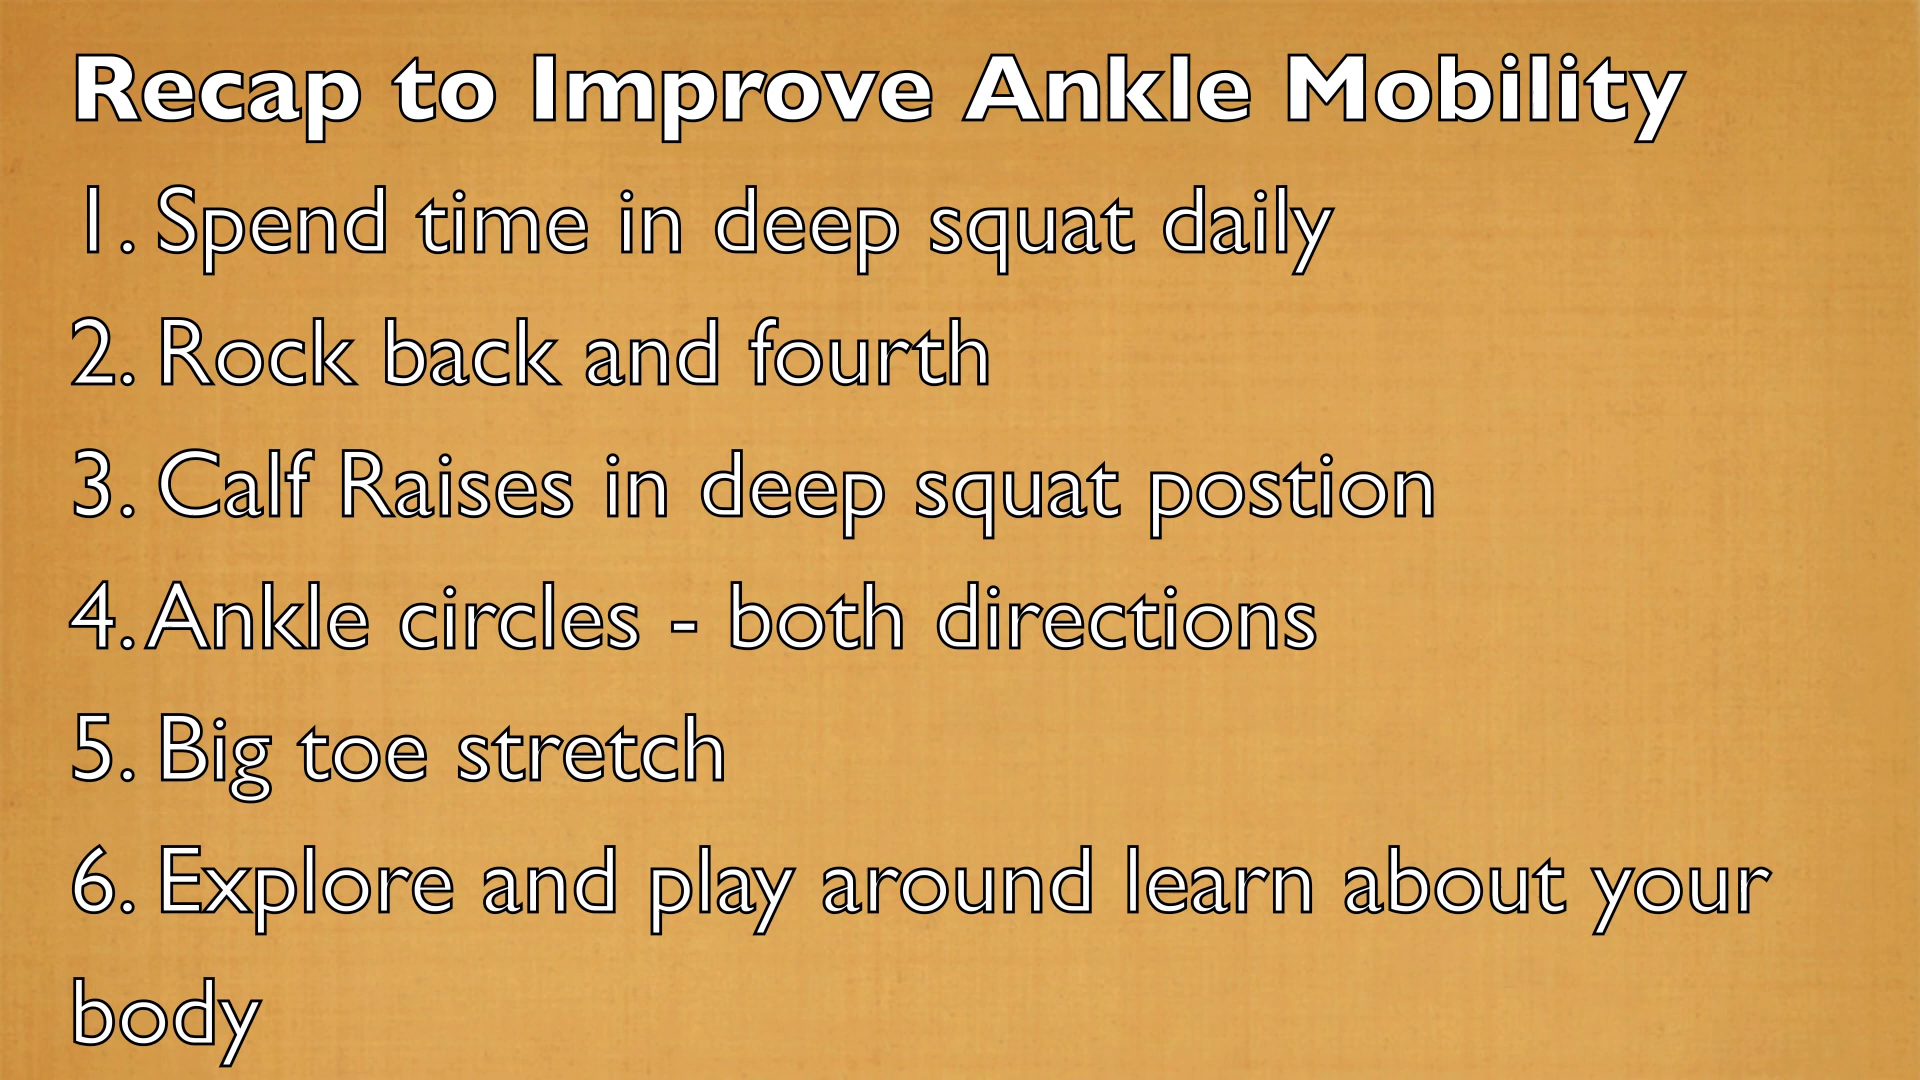 Recap to Improve Ankle Mobility
1. Spend time in deep squat daily
2. Rock back and fourth
3. Calf Raises in deep squat postion
4. Ankle circles - both directions
5. Big toe stretch
6. Explore and play around learn about your
body